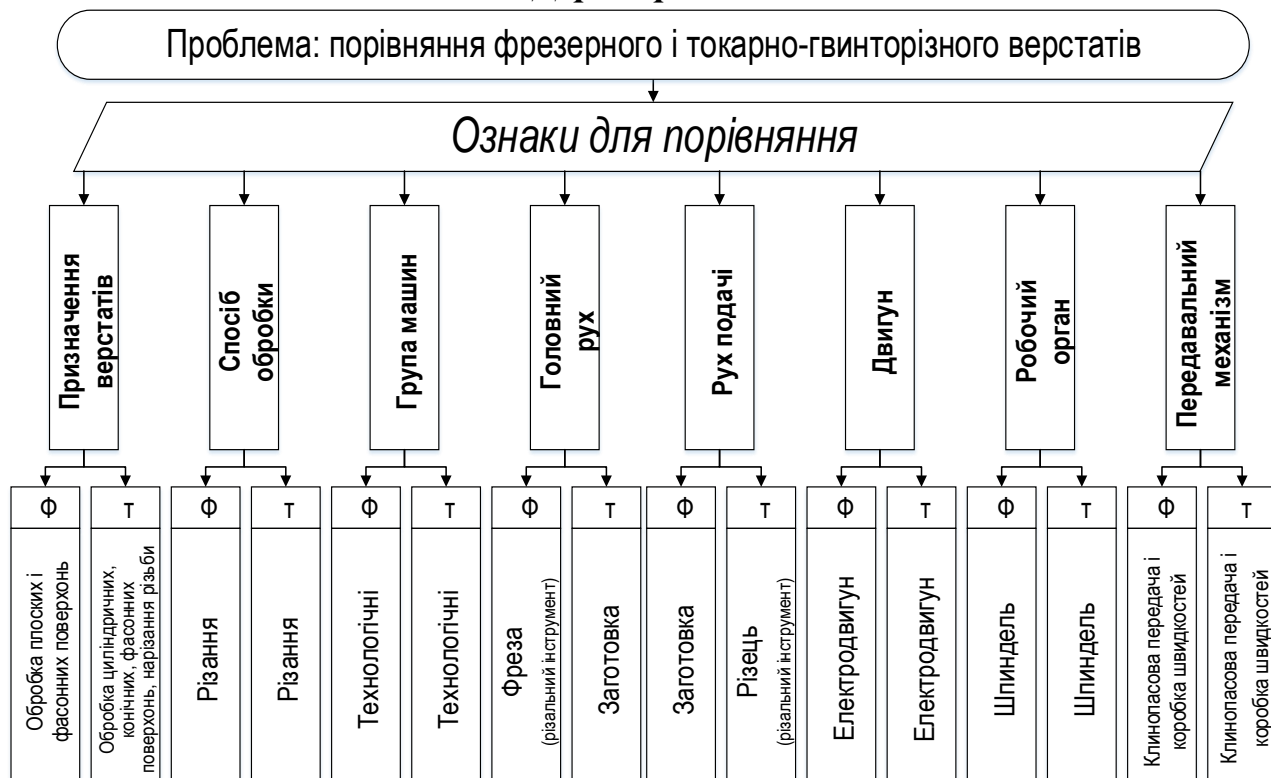 Проблема: порівняння фрезерного і токарно-гвинторізного верстатів
Ознаки для порівняння
Призначення
верстатів
Спосіб
обробки
Група машин
Головний
рух
Рух подачі
Двигун
Робочий
орган
Передавальний
механізм
Ф
т
Ф
т
Ф
т
Ф
т
Ф
т
Ф
т
Ф
т
Ф
т
Обробка плоских і
фасонних поверхонь
Обробка циліндричних,
конічних, фасонних
поверхонь, нарізання різьби
Різання
Різання
Технологічні
Технологічні
Фреза
(різальний інструмент)
Заготовка
Заготовка
Різець
(різальний інструмент)
Електродвигун
Електродвигун
Шпиндель
Шпиндель
Клинопасова передача і
коробка швидкостей
Клинопасова передача і
коробка швидкостей